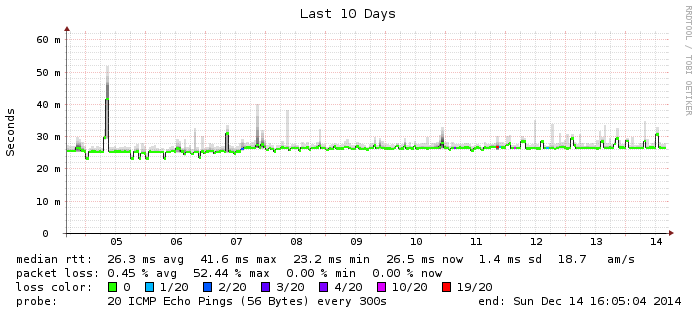 Last 10 Days
RRDTOOL / TOBI OETIKER
Seconds
60 m
50 m
40 m
30 m
20 m
10 m
0
05 06 07 08 09 10 11 12 13 14
median rtt: 26.3 ms avg 41.6 ms max 23.2 ms min 26.5 ms now 1.4 ms sd 18.7 am/s
packet loss: 0.45 % avg 52.44 % max 0.00 % min 0.00 % now
loss color: 0 1/20 2/20 3/20 4/20 10/20 19/20
probe: 20 ICMP Echo Pings (56 Bytes) every 300s end: Sun Dec 14 16:05:04 2014